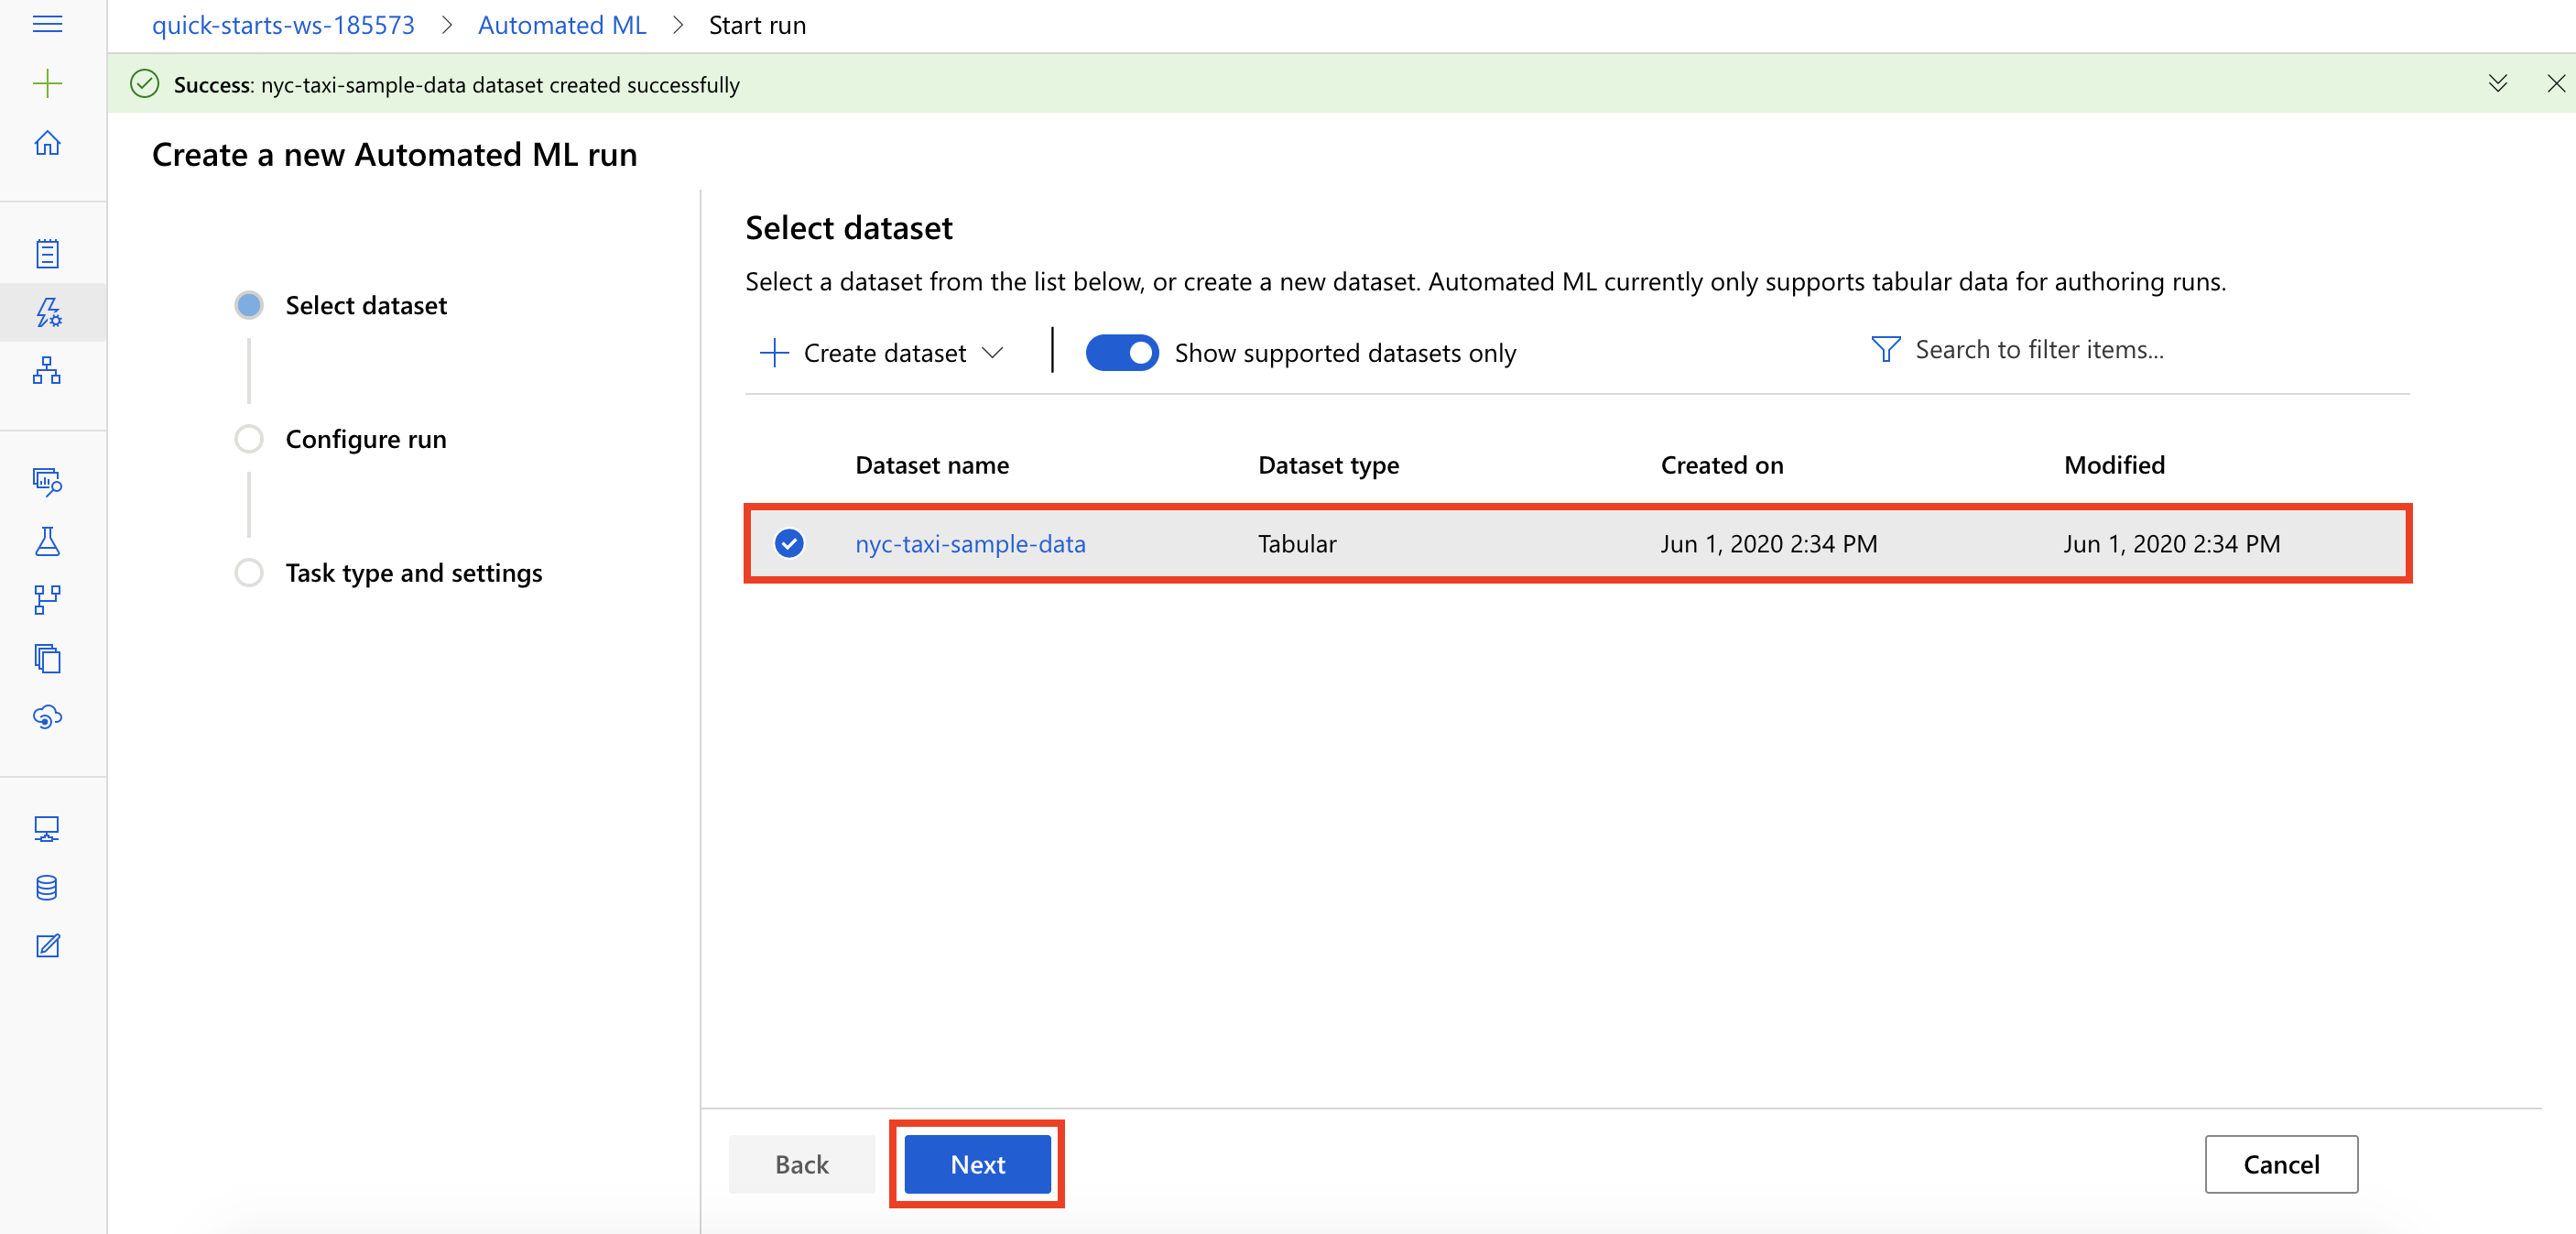 quick-starts-ws-185573 > Automated ML > Start run
Success: nyc-taxi-sample-data dataset created successfully
Create a new Automated ML run
Select dataset
Configure run
Task type and settings
Select dataset
Select a dataset from the list below, or create a new dataset. Automated ML currently only supports tabular data for authoring runs.
Create dataset
Show supported datasets only
Search to filter items...
Dataset name Dataset type Created on Modified
nyc-taxi-sample-data Tabular Jun 1, 2020 2:34 PM Jun 1, 2020 2:34 PM
Back Next Cancel